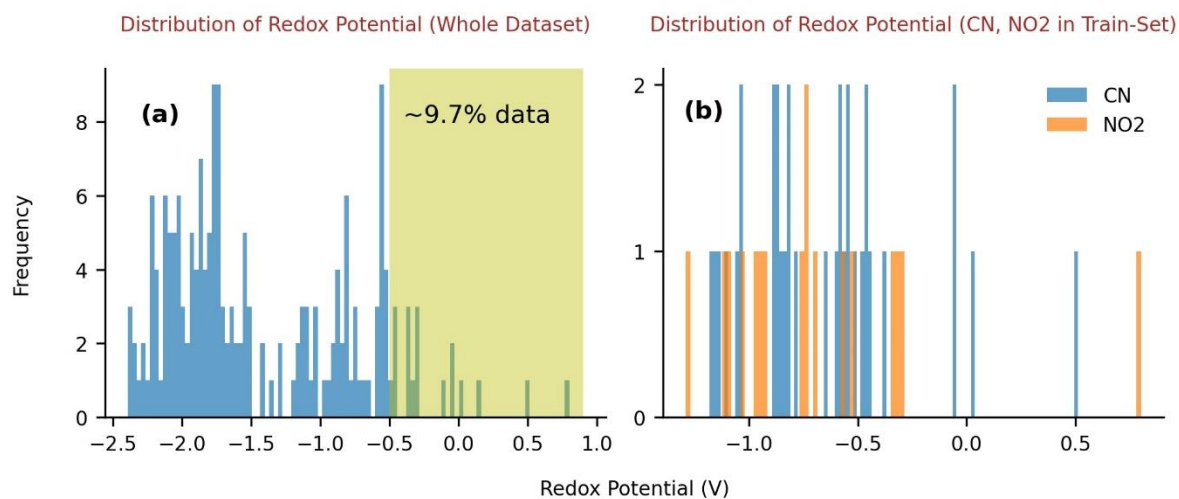 Distribution of Redox Potential (Whole Dataset)
Distribution of Redox Potential (CN, NO2 in Train-Set)
(a)
~9.7% data
(b)
CN
NO2
Frequency
8
6
4
2
0
2
1
0
−2.5 −2.0 −1.5 −1.0 −0.5 0.0 0.5 1.0
−1.0 −0.5 0.0 0.5
Redox Potential (V)